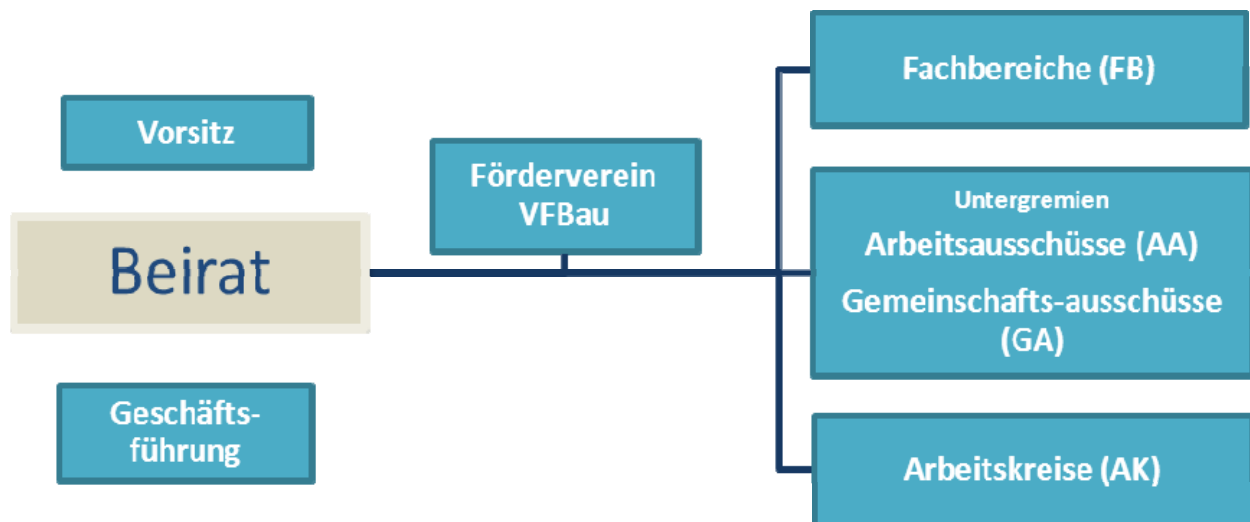 Vorsitz
Beirat
Geschäfts-
führung
Förderverein
VFBau
Fachbereiche (FB)
Untergremien
Arbeitsausschüsse (AA)
Gemeinschafts-ausschüsse
(GA)
Arbeitskreise (AK)